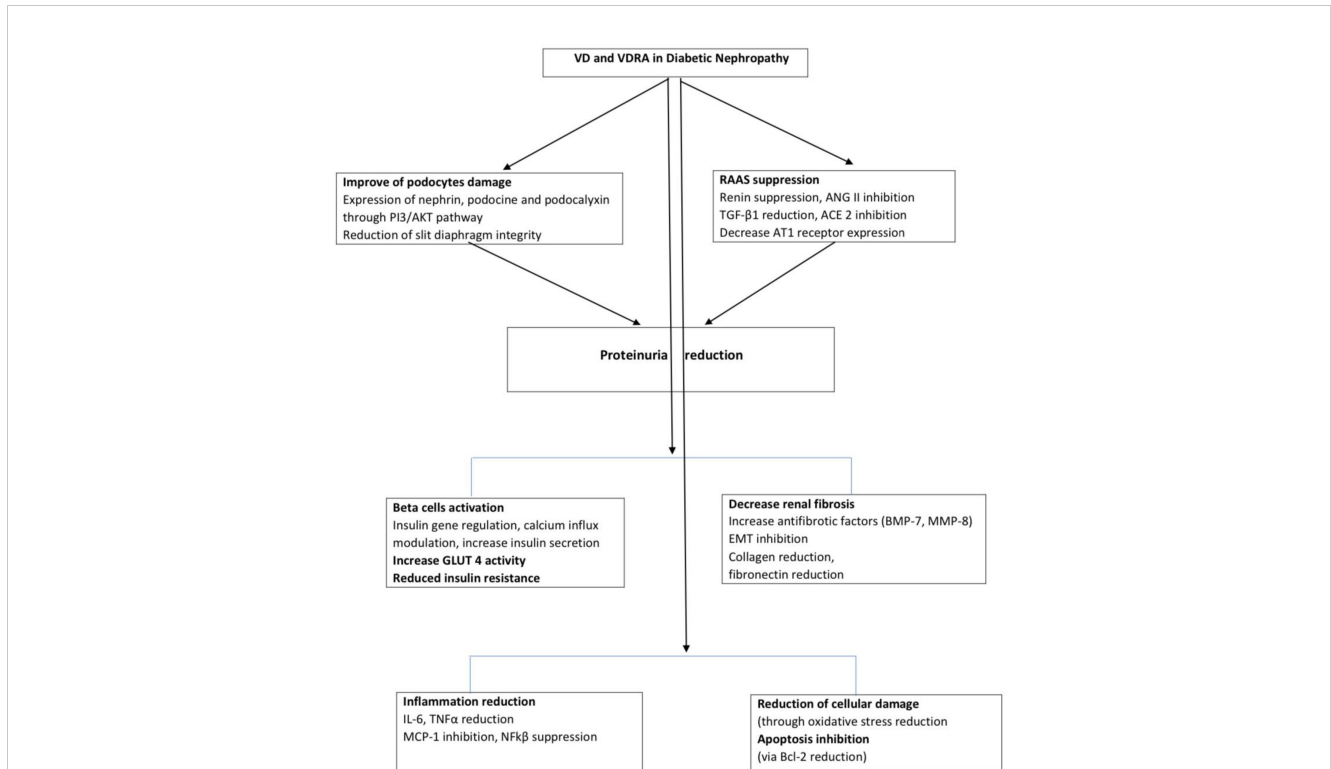 VD and VDRA in Diabetic Nephropathy
Improve of podocytes damage
Expression of nephrin, podocine and podocalyxin
through PI3/AKT pathway
Reduction of slit diaphragm integrity
RAAS suppression
Renin suppression, ANG II inhibition
TGF-β1 reduction, ACE 2 inhibition
Decrease AT1 receptor expression
Proteinuria reduction
Beta cells activation
Insulin gene regulation, calcium influx
modulation, increase insulin secretion
Increase GLUT 4 activity
Reduced insulin resistance
Decrease renal fibrosis
Increase antifibrotic factors (BMP-7, MMP-8)
EMT inhibition
Collagen reduction,
fibronectin reduction
Inflammation reduction
IL-6, TNFα reduction
MCP-1 inhibition, NFkβ suppression
Reduction of cellular damage
(through oxidative stress reduction
Apoptosis inhibition
(via Bcl-2 reduction)